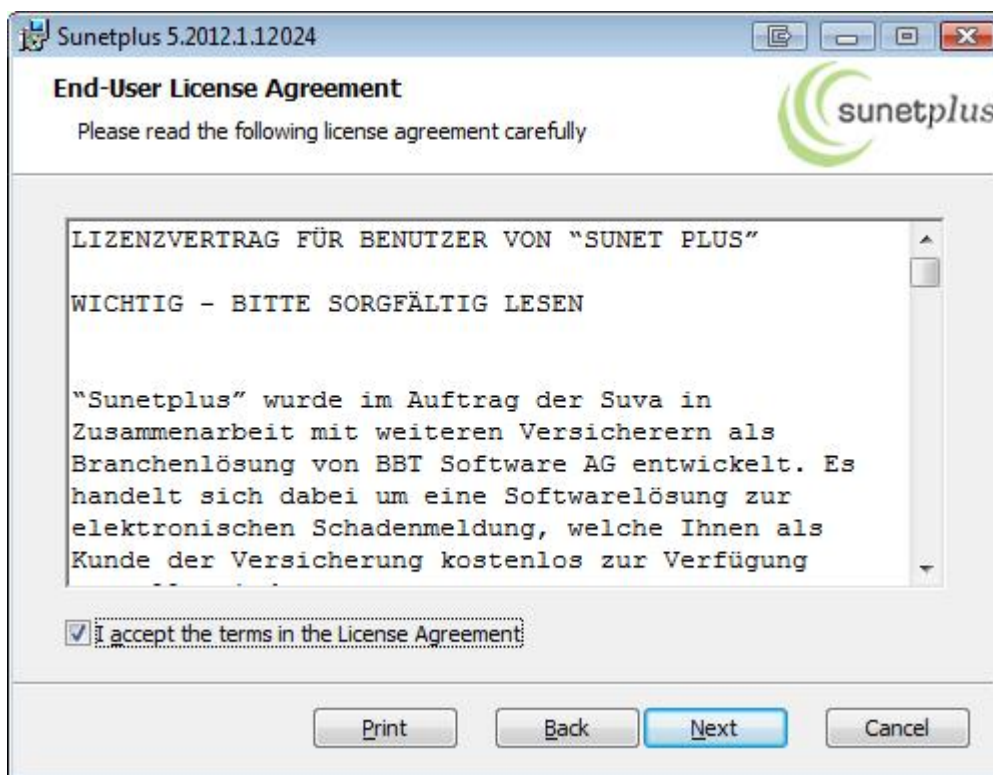 Sunetplus 5.2012.1.12024
End-User License Agreement
Please read the following license agreement carefully
sunetplus
LIZENZVERTRAG FÜR BENUTZER VON “SUNET PLUS”
WICHTIG – BITTE SORGFÄLTIG LESEN
“Sunetplus” wurde im Auftrag der Suva in
Zusammenarbeit mit weiteren Versicherern als
Branchenlösung von BBT Software AG entwickelt. Es
handelt sich dabei um eine Softwarelösung zur
elektronischen Schadenmeldung, welche Ihnen als
Kunde der Versicherung kostenlos zur Verfügung
I accept the terms in the License Agreement
Print
Back
Next
Cancel